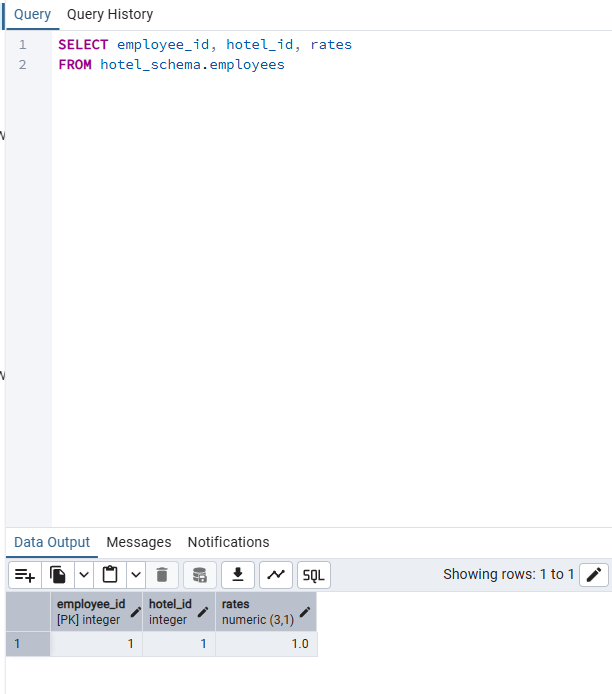 Query Query History
1 SELECT employee_id, hotel_id, rates
2 FROM hotel_schema.employees
Data Output Messages Notifications
SQL Showing rows: 1 to 1
employee_id hotel_id rates
[PK] integer integer numeric (3,1)
1 1 1 1.0